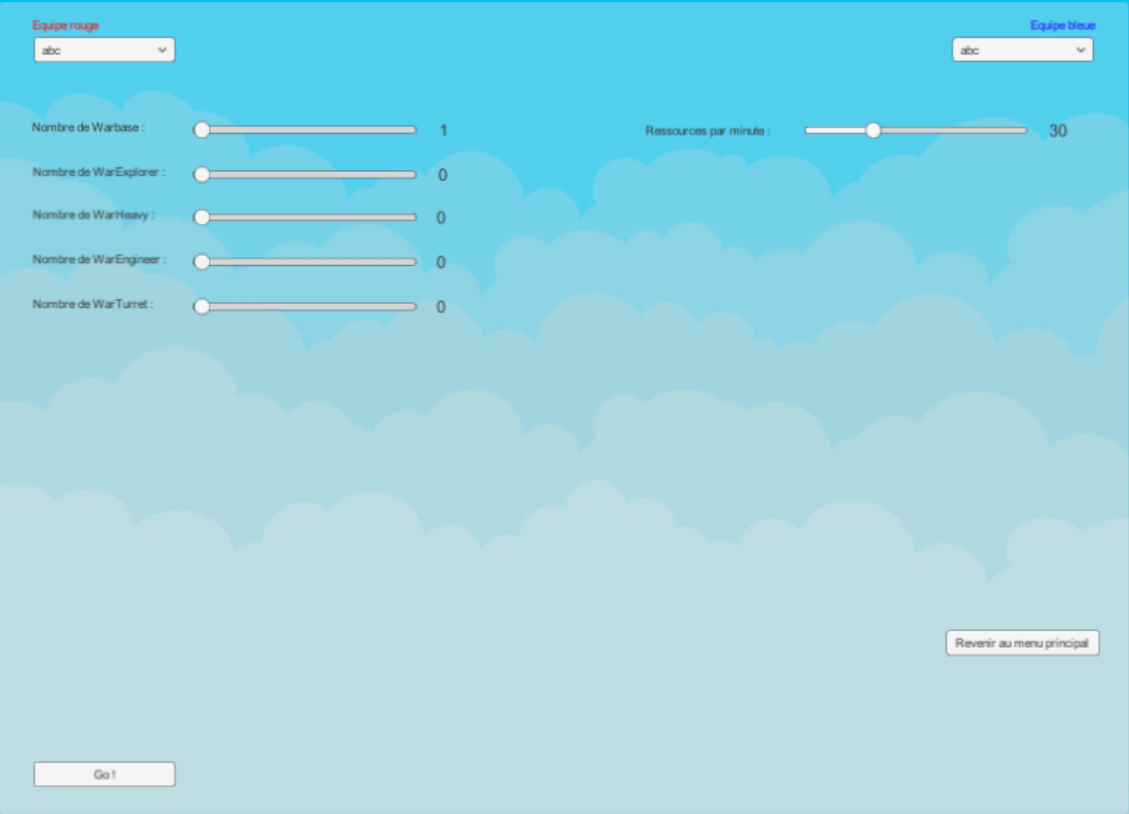 Equipe rouge
Equipe bleue
abc
abc
Nombre de Warbase :
1
Ressources par minute :
30
Nombre de WarExplorer :
0
Nombre de WarHeavy :
0
Nombre de WarEngineer :
0
Nombre de WarTurret :
0
Revenir au menu principal
Go !